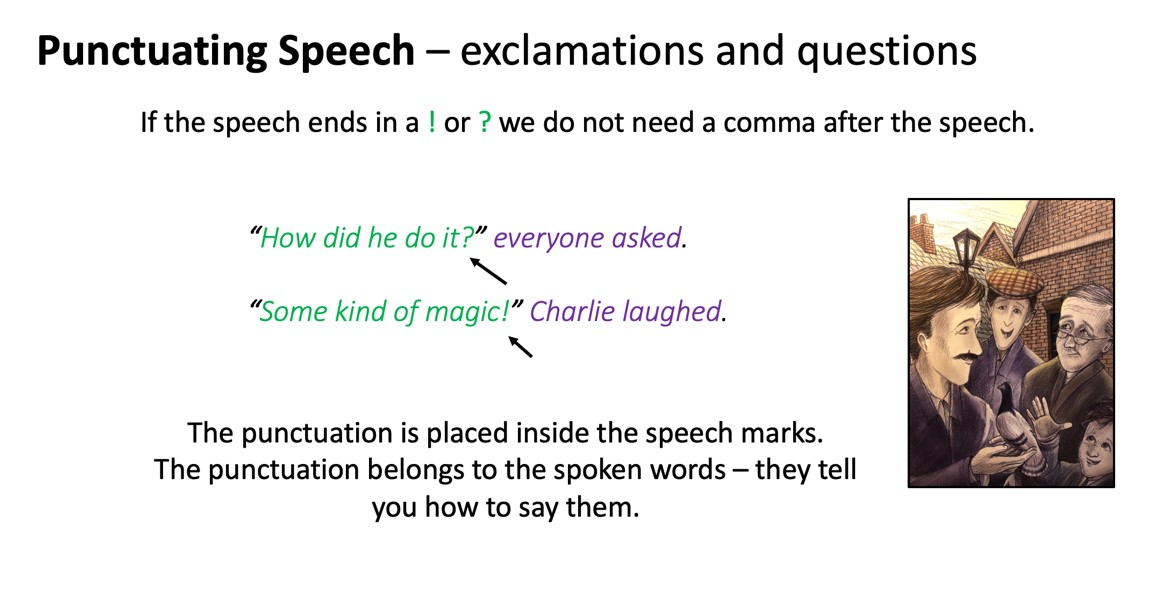 Punctuating Speech – exclamations and questions
If the speech ends in a ! or ? we do not need a comma after the speech.
“How did he do it?” everyone asked.
“Some kind of magic!” Charlie laughed.
The punctuation is placed inside the speech marks.
The punctuation belongs to the spoken words – they tell
you how to say them.